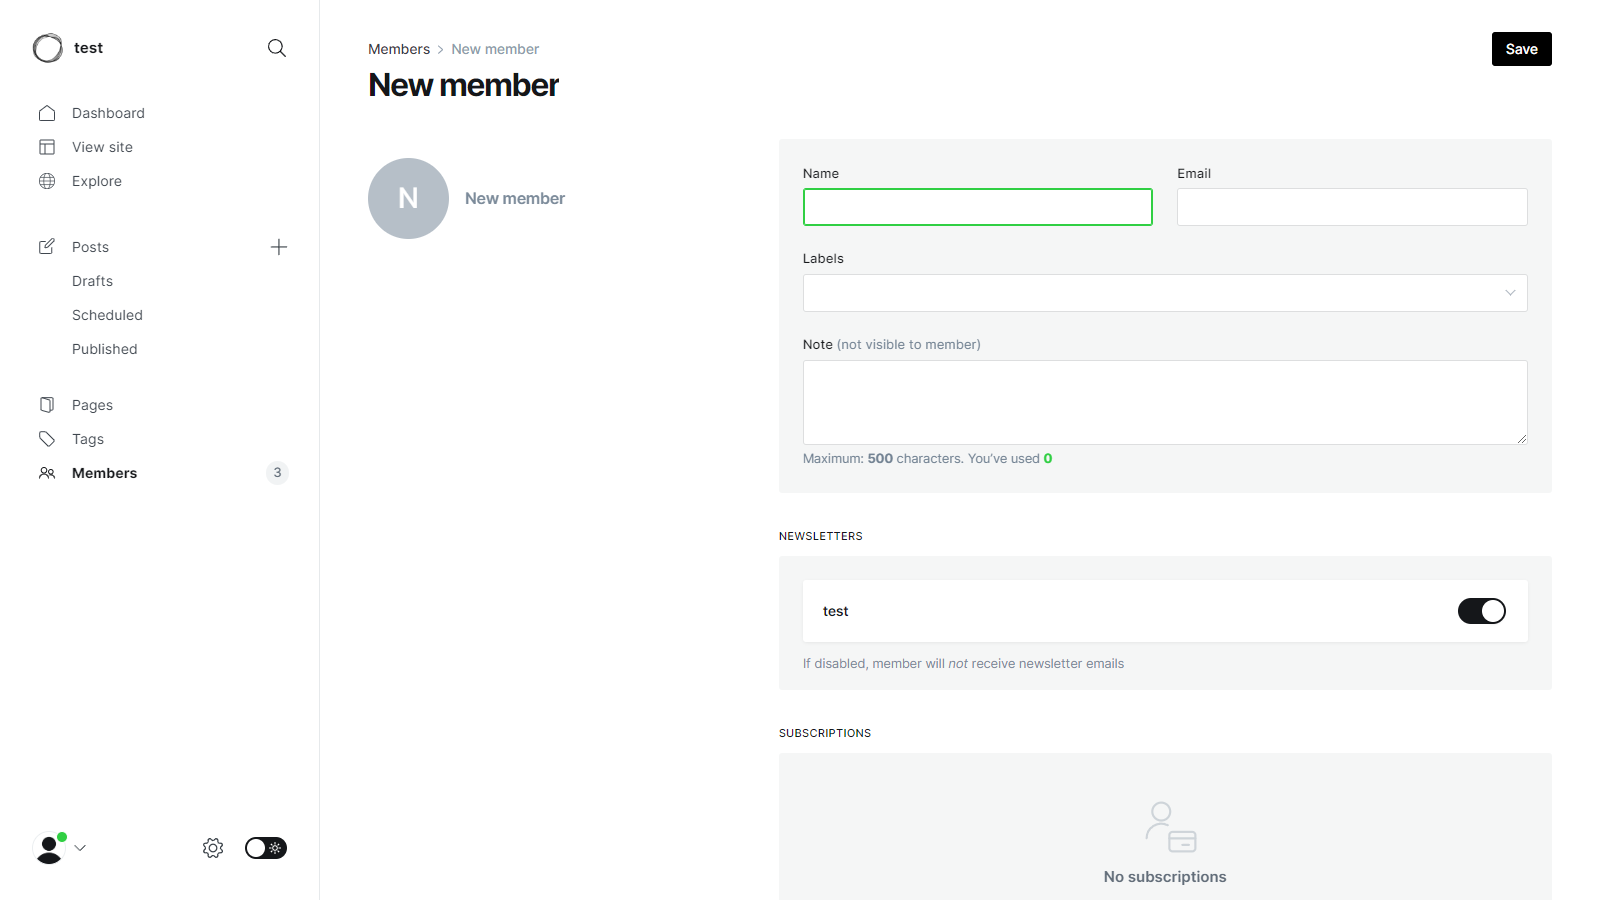 test
Dashboard
View site
Explore
Posts
Drafts
Scheduled
Published
Pages
Tags
Members 3
Members > New member
New member
Save
N
New member
Name
Email
Labels
Note (not visible to member)
Maximum: 500 characters. You've used 0
NEWSLETTERS
test
If disabled, member will not receive newsletter emails
SUBSCRIPTIONS
No subscriptions